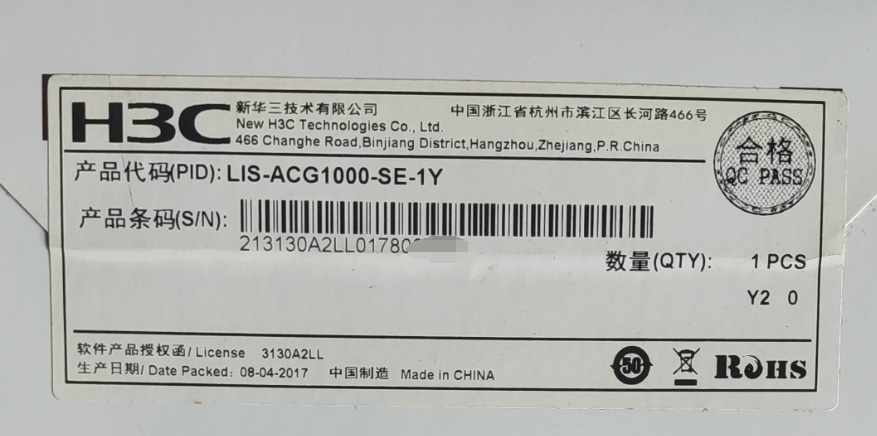 H3C
新华三技术有限公司 中国浙江省杭州市滨江区长河路466号
New H3C Technologies Co., Ltd.
466 Changhe Road,Binjiang District,Hangzhou,Zhejiang,P.R.China
合格
QC PASS
产品代码(PID): LIS-ACG1000-SE-1Y
产品条码(S/N):
213130A2LL01780
数量(QTY): 1 PCS
Y2 0
软件产品授权函/ License 3130A2LL
生产日期/ Date Packed: 08-04-2017 中国制造 Made in CHINA
50
RoHS